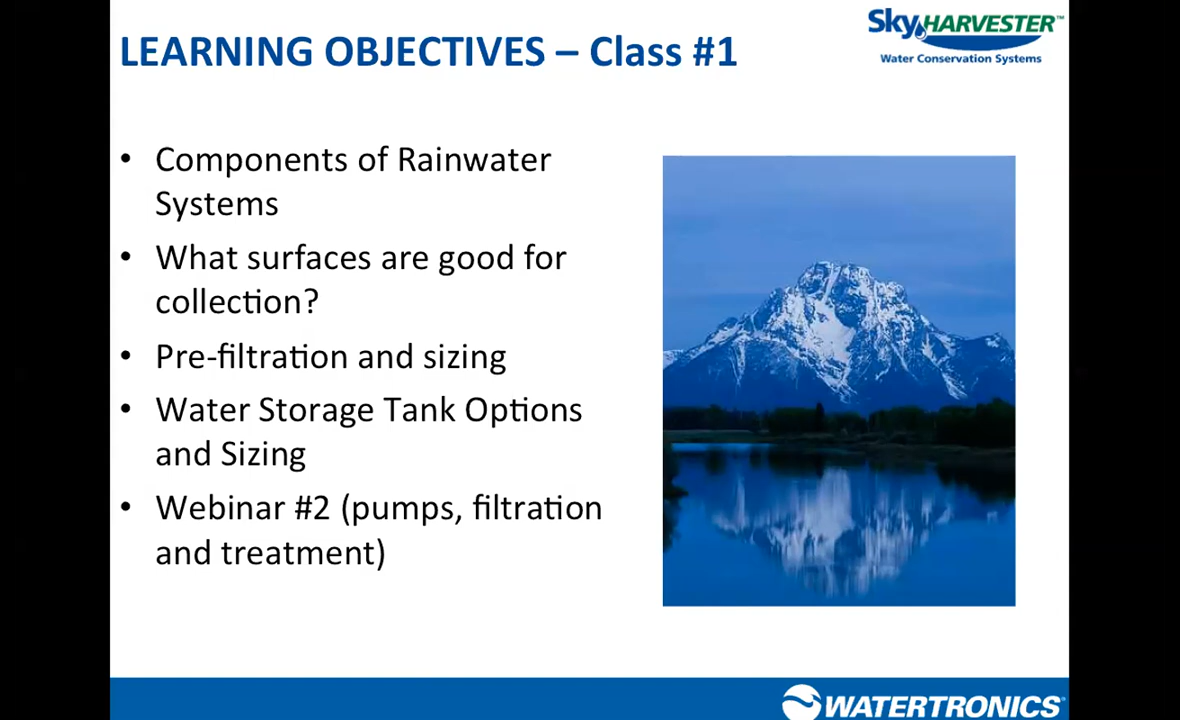 LEARNING OBJECTIVES – Class #1
SkyHARVESTER™
Water Conservation Systems
• Components of Rainwater
Systems
• What surfaces are good for
collection?
• Pre-filtration and sizing
• Water Storage Tank Options
and Sizing
• Webinar #2 (pumps, filtration
and treatment)
WATERTRONICS